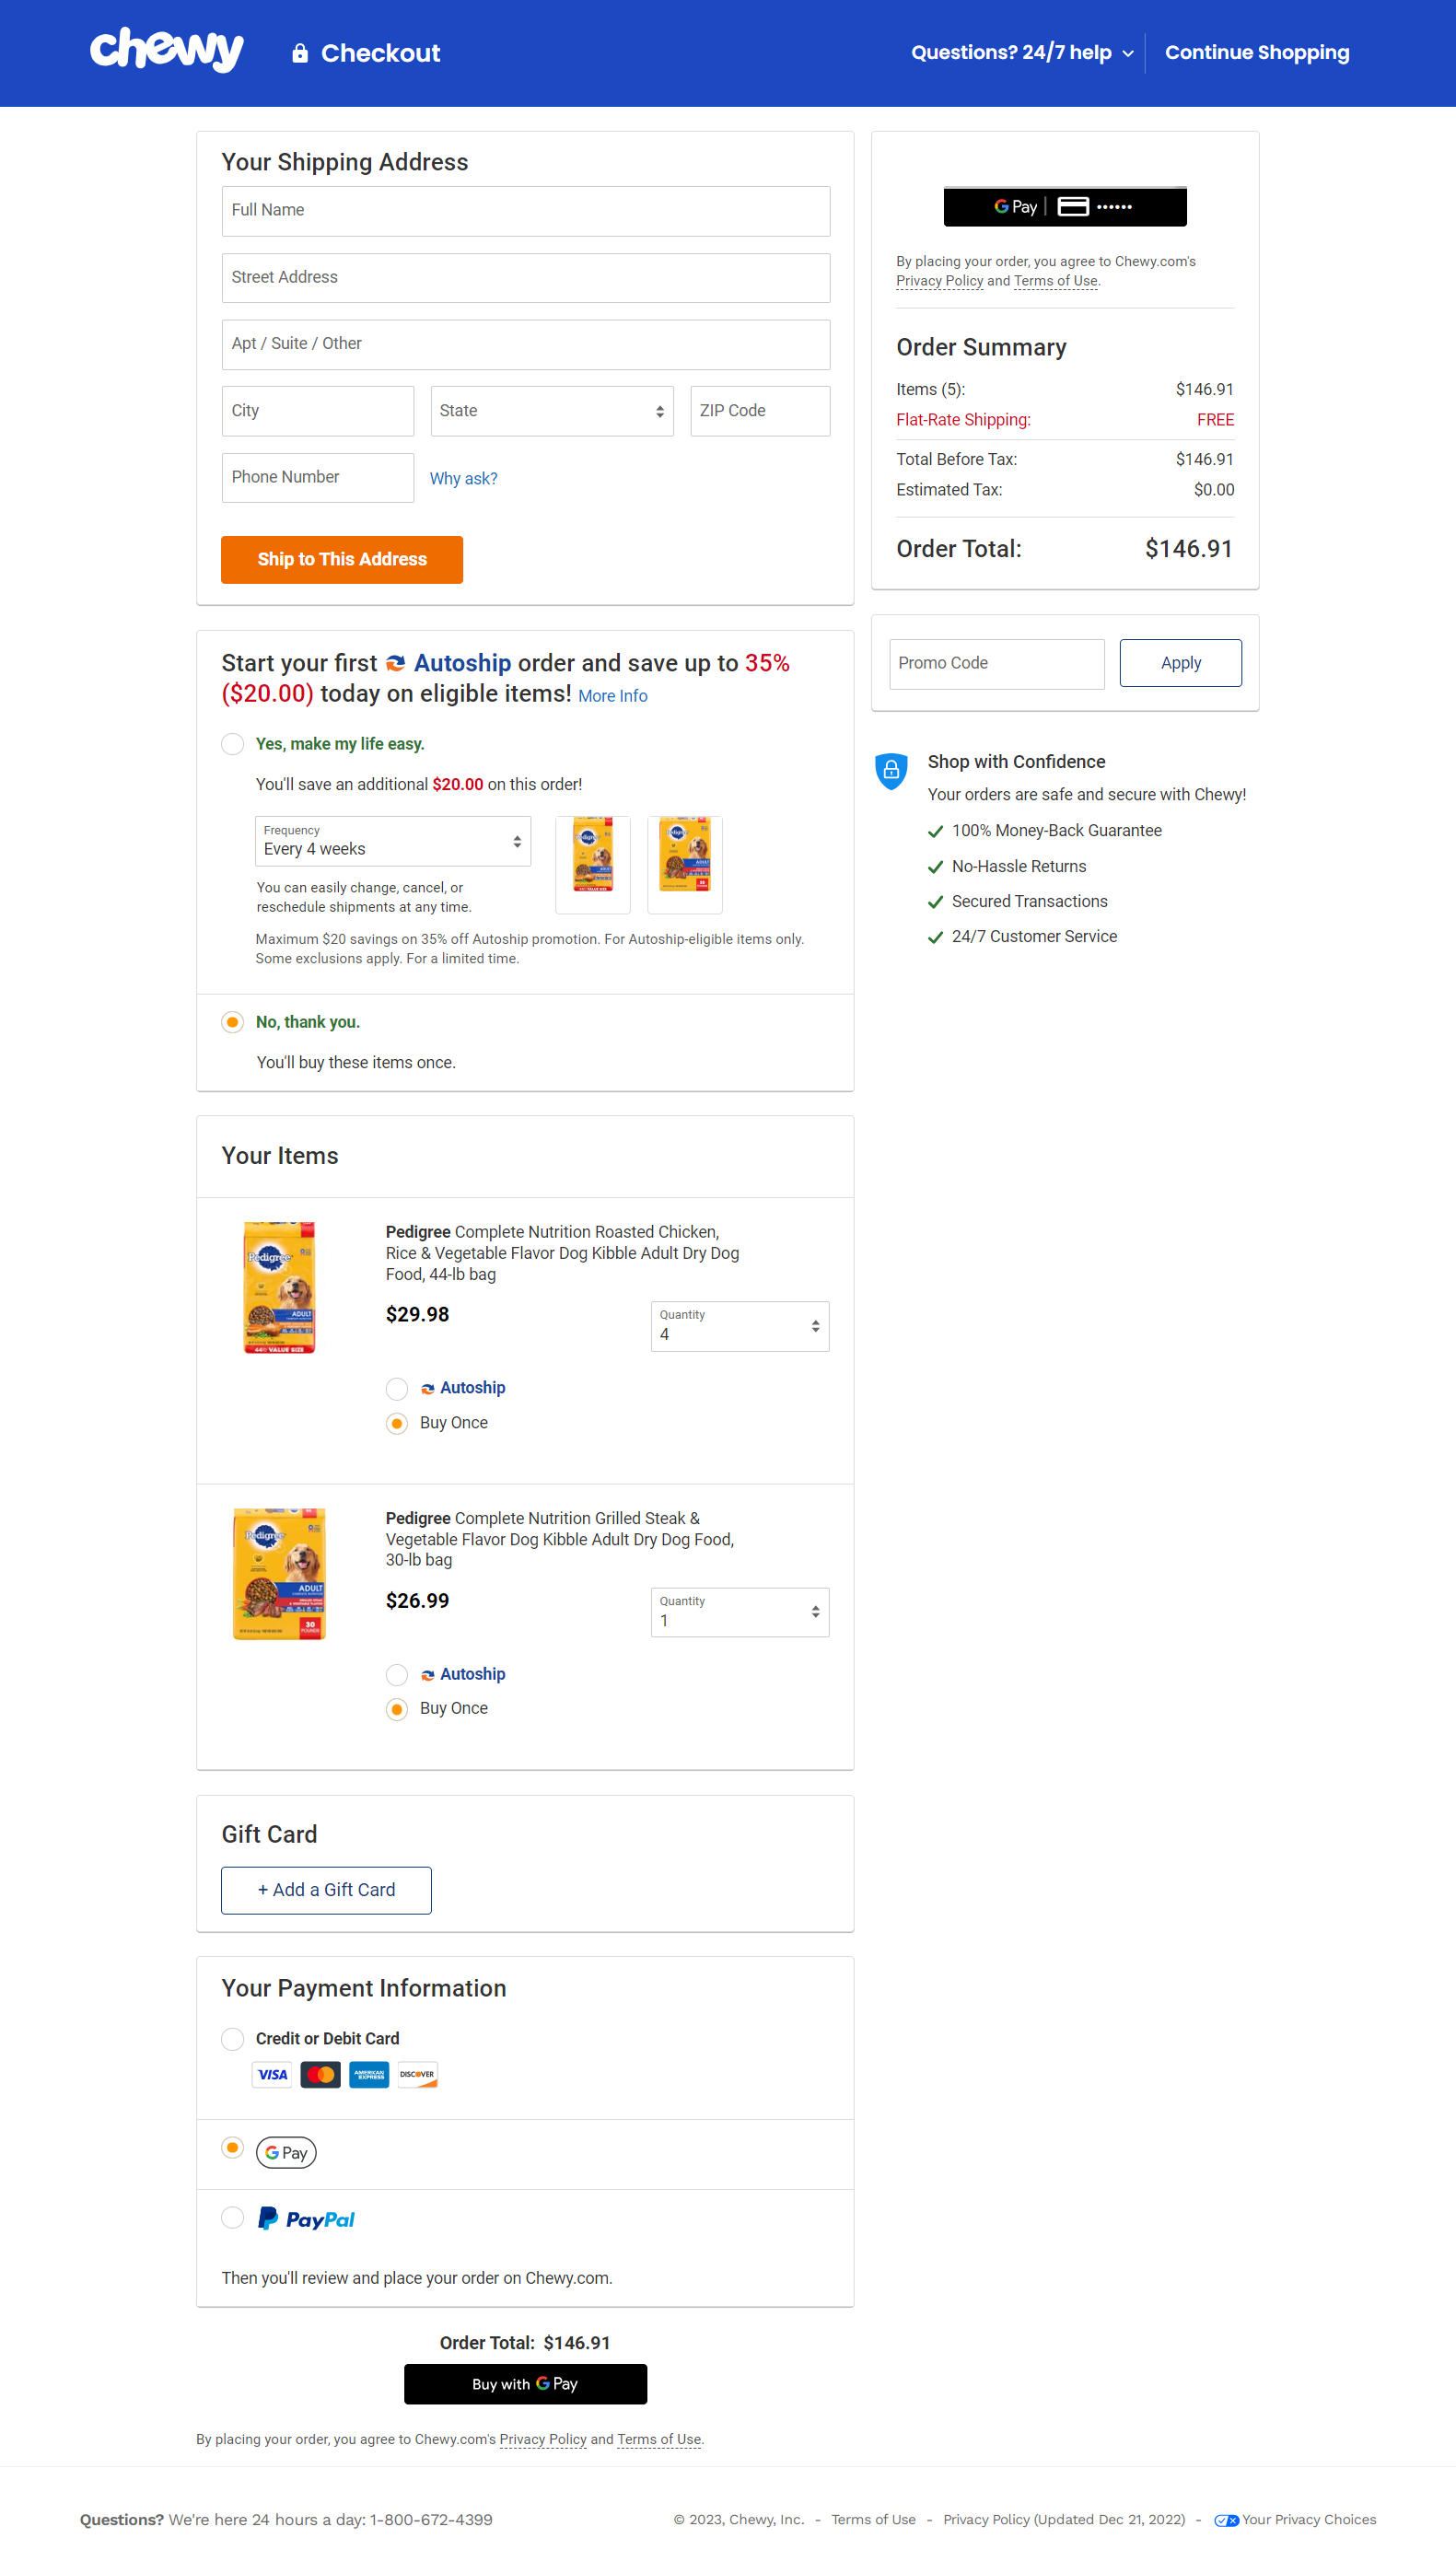 chewy
Checkout
Questions? 24/7 help
Continue Shopping
Your Shipping Address
Full Name
Street Address
Apt / Suite / Other
City
State
ZIP Code
Phone Number
Why ask?
Ship to This Address
Start your first Autoship order and save up to 35%
($20.00) today on eligible items! More Info
Yes, make my life easy.
You'll save an additional $20.00 on this order!
Frequency
Every 4 weeks
You can easily change, cancel, or
reschedule shipments at any time.
Maximum $20 savings on 35% off Autoship promotion. For Autoship-eligible items only.
Some exclusions apply. For a limited time.
No, thank you.
You'll buy these items once.
Your Items
Pedigree
ADULT
44 VALUE SIZE
Pedigree Complete Nutrition Roasted Chicken,
Rice & Vegetable Flavor Dog Kibble Adult Dry Dog
Food, 44-lb bag
$29.98
Quantity
4
Autoship
Buy Once
Pedigree
ADULT
30
POUNDS
Pedigree Complete Nutrition Grilled Steak &
Vegetable Flavor Dog Kibble Adult Dry Dog Food,
30-lb bag
$26.99
Quantity
1
Autoship
Buy Once
Gift Card
+ Add a Gift Card
Your Payment Information
Credit or Debit Card
VISA
AMERICAN
EXPRESS
DISCOVER
G Pay
PayPal
Then you'll review and place your order on Chewy.com.
Order Total: $146.91
Buy with G Pay
By placing your order, you agree to Chewy.com's Privacy Policy and Terms of Use.
G Pay | ••••••
By placing your order, you agree to Chewy.com's
Privacy Policy and Terms of Use.
Order Summary
Items (5): $146.91
Flat-Rate Shipping: FREE
Total Before Tax: $146.91
Estimated Tax: $0.00
Order Total: $146.91
Promo Code
Apply
Shop with Confidence
Your orders are safe and secure with Chewy!
100% Money-Back Guarantee
No-Hassle Returns
Secured Transactions
24/7 Customer Service
Questions? We're here 24 hours a day: 1-800-672-4399
© 2023, Chewy, Inc. - Terms of Use - Privacy Policy (Updated Dec 21, 2022) - Your Privacy Choices